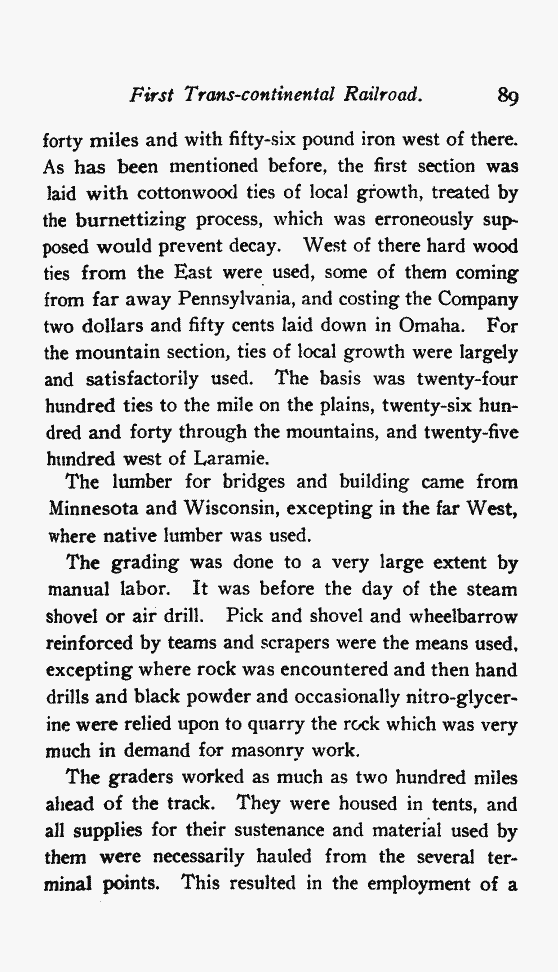 First Trans-continental Railroad. 89
forty miles and with fifty-six pound iron west of there.
As has been mentioned before, the first section was
laid with cottonwood ties of local growth, treated by
the burnettizing process, which was erroneously sup-
posed would prevent decay. West of there hard wood
ties from the East were used, some of them coming
from far away Pennsylvania, and costing the Company
two dollars and fifty cents laid down in Omaha. For
the mountain section, ties of local growth were largely
and satisfactorily used. The basis was twenty-four
hundred ties to the mile on the plains, twenty-six hun-
dred and forty through the mountains, and twenty-five
hundred west of Laramie.
The lumber for bridges and building came from
Minnesota and Wisconsin, excepting in the far West,
where native lumber was used.
The grading was done to a very large extent by
manual labor. It was before the day of the steam
shovel or air drill. Pick and shovel and wheelbarrow
reinforced by teams and scrapers were the means used,
excepting where rock was encountered and then hand
drills and black powder and occasionally nitro-glycer-
ine were relied upon to quarry the rock which was very
much in demand for masonry work.
The graders worked as much as two hundred miles
ahead of the track. They were housed in tents, and
all supplies for their sustenance and material used by
them were necessarily hauled from the several ter-
minal points. This resulted in the employment of a